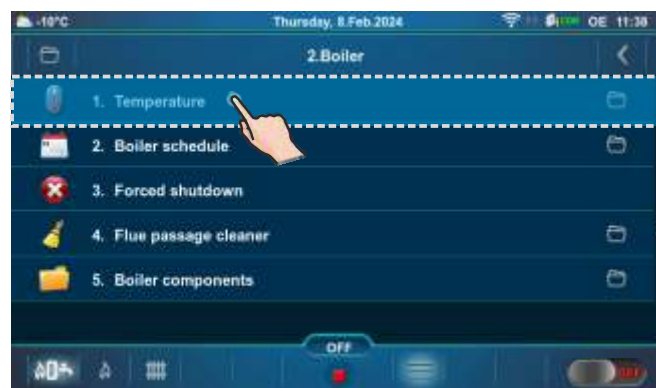 -10°C Thursday, 8.Feb.2024 OE 11:38
2.Boiler
1. Temperature
2. Boiler schedule
3. Forced shutdown
4. Flue passage cleaner
5. Boiler components
OFF
OFF